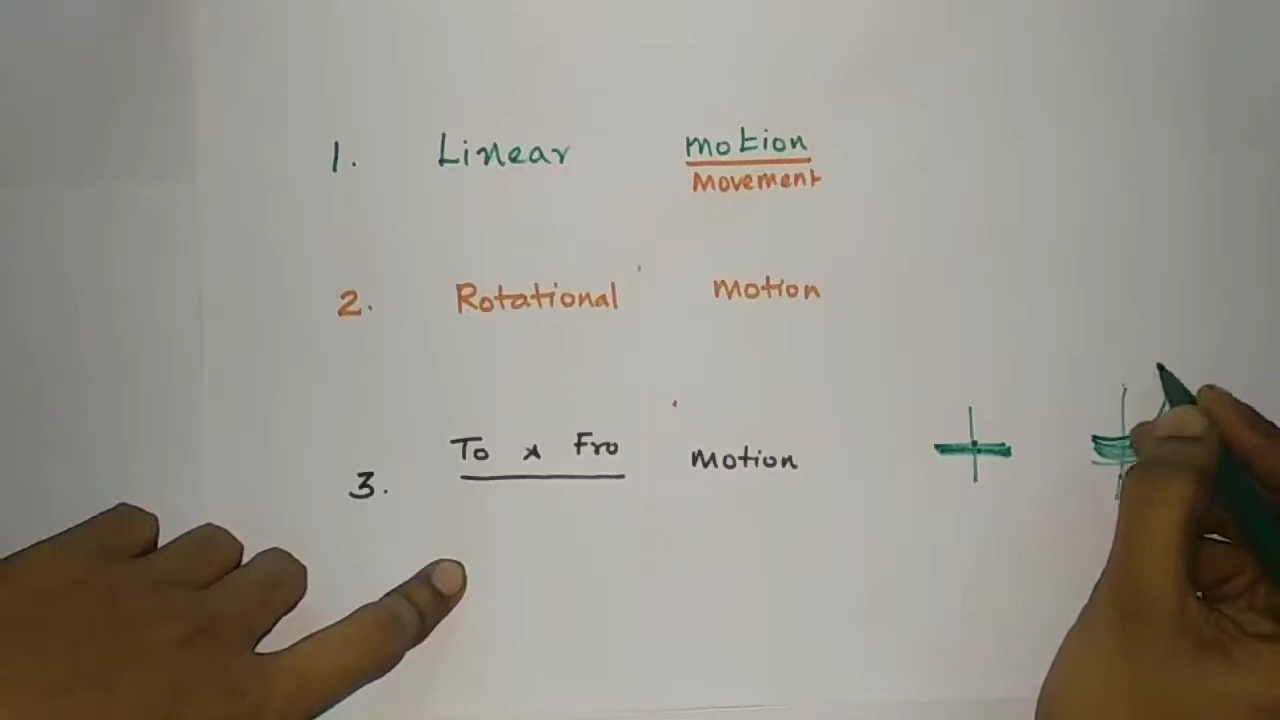 1. Linear motion
Movement
2. Rotational motion
3. To & Fro motion